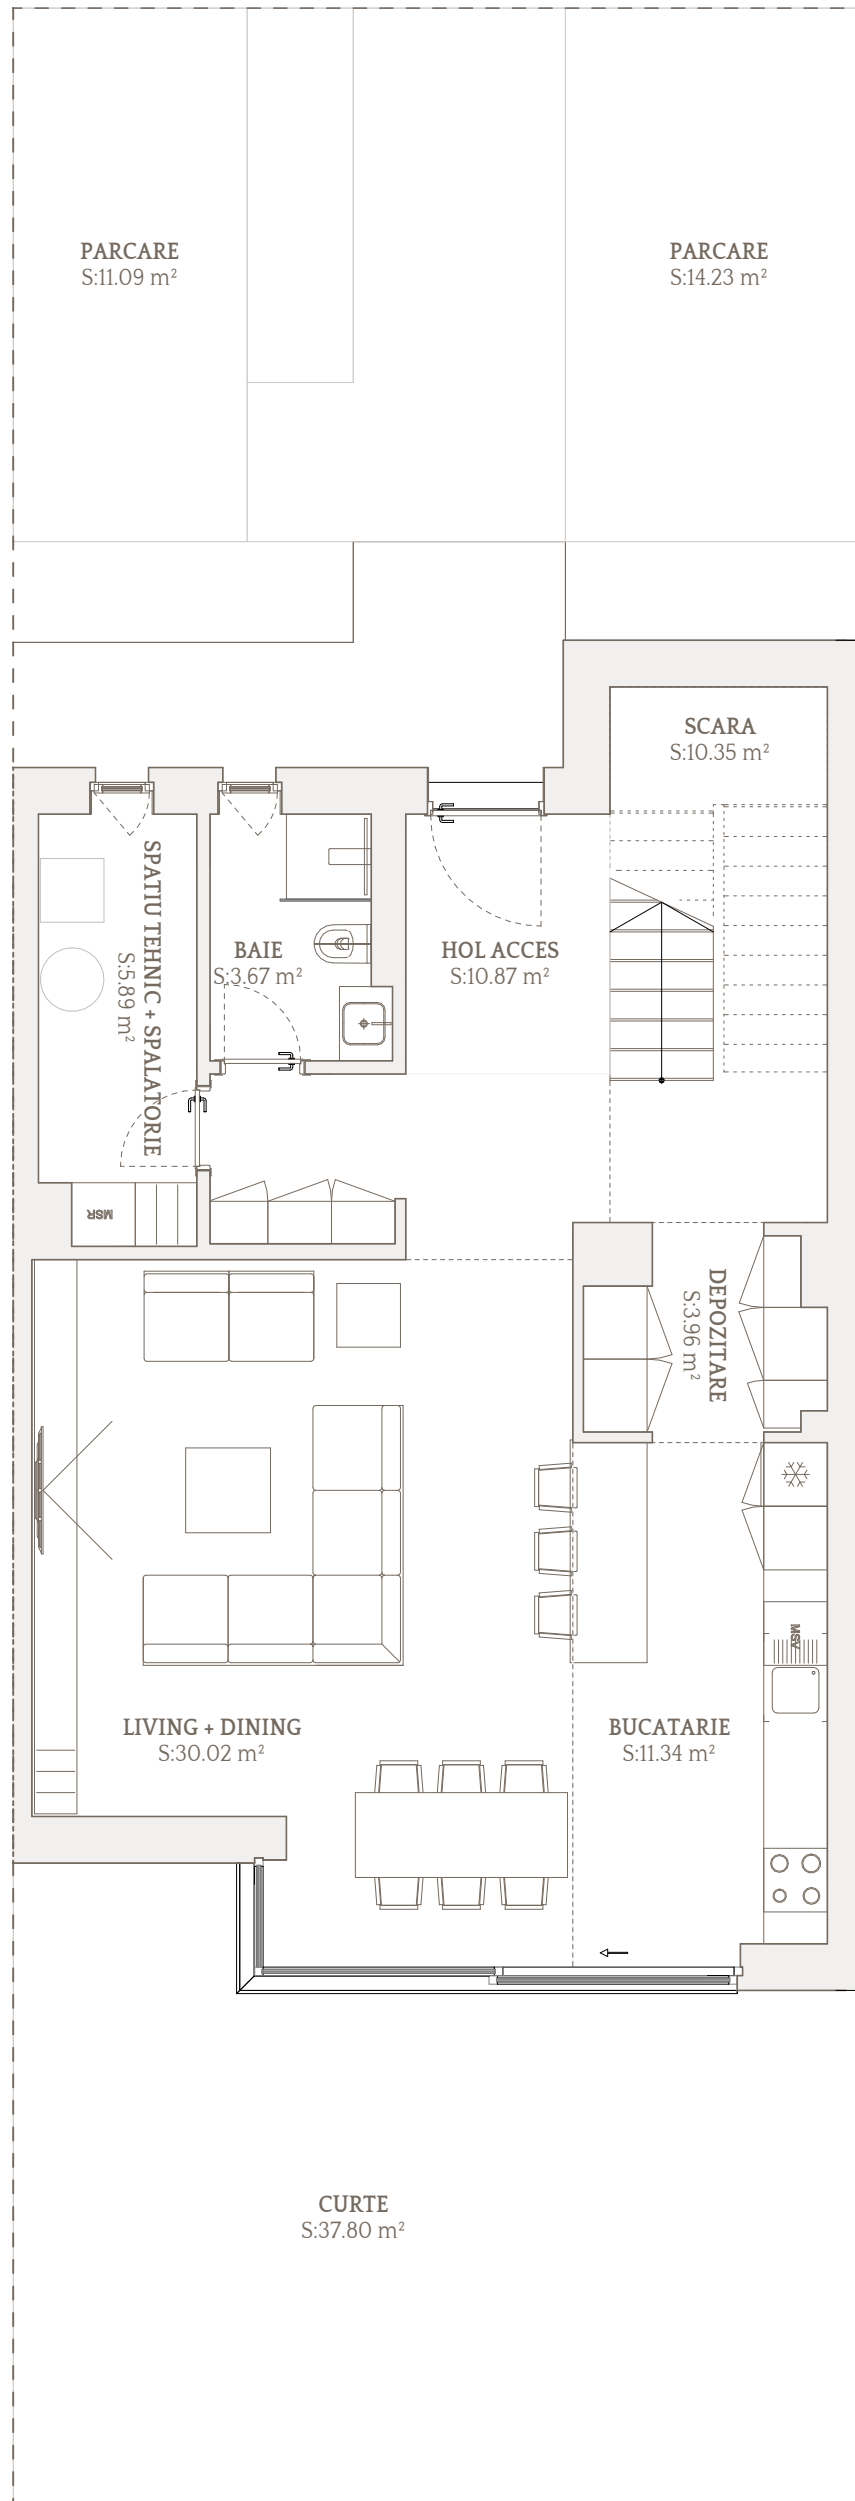 PARCARE
S:11.09 m²
PARCARE
S:14.23 m²
SCARA
S:10.35 m²
SPATIU TEHNIC + SPALATORIE
S:5.89 m²
BAIE
S:3.67 m²
HOL ACCES
S:10.87 m²
MSR
DEPOZITARE
S:3.96 m²
MSV
LIVING + DINING
S:30.02 m²
BUCATARIE
S:11.34 m²
CURTE
S:37.80 m²